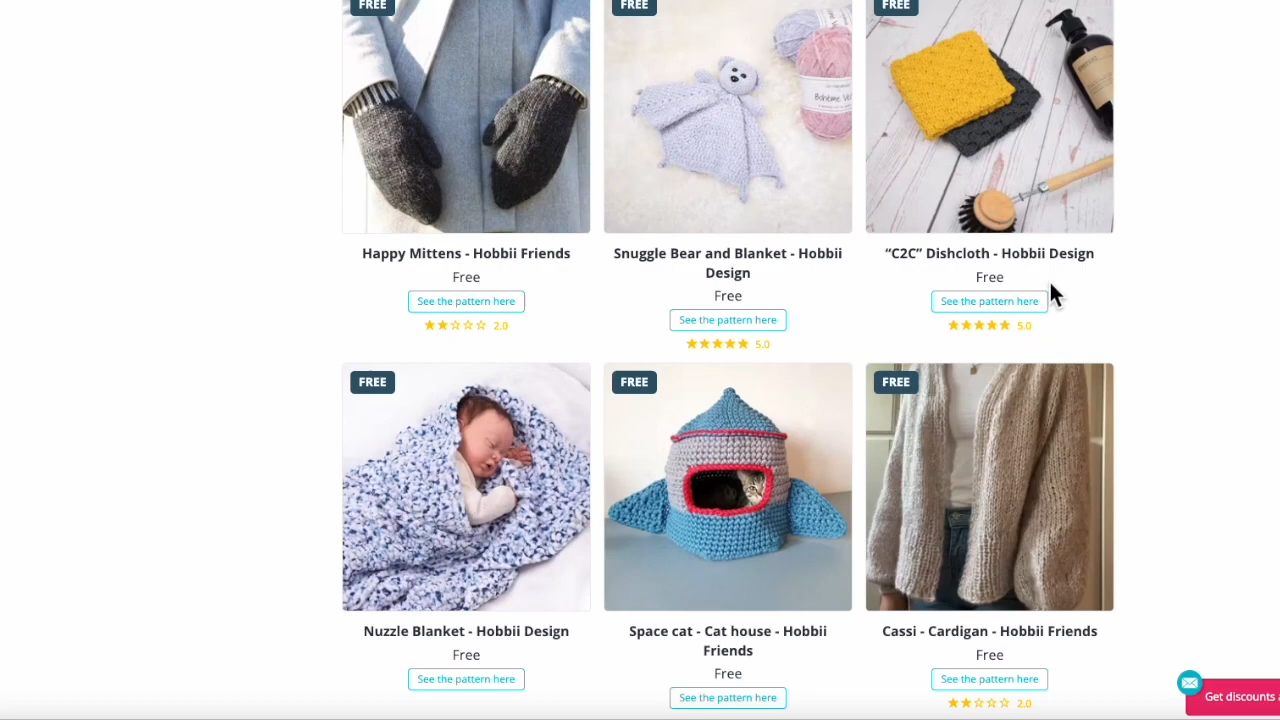 FREE
FREE
FREE
Bohème Vel
Happy Mittens - Hobbii Friends
Free
See the pattern here
2.0
Snuggle Bear and Blanket - Hobbii
Design
Free
See the pattern here
5.0
“C2C” Dishcloth - Hobbii Design
Free
See the pattern here
5.0
FREE
FREE
FREE
Nuzzle Blanket - Hobbii Design
Free
See the pattern here
Space cat - Cat house - Hobbii
Friends
Free
See the pattern here
Cassi - Cardigan - Hobbii Friends
Free
See the pattern here
2.0
Get discounts a